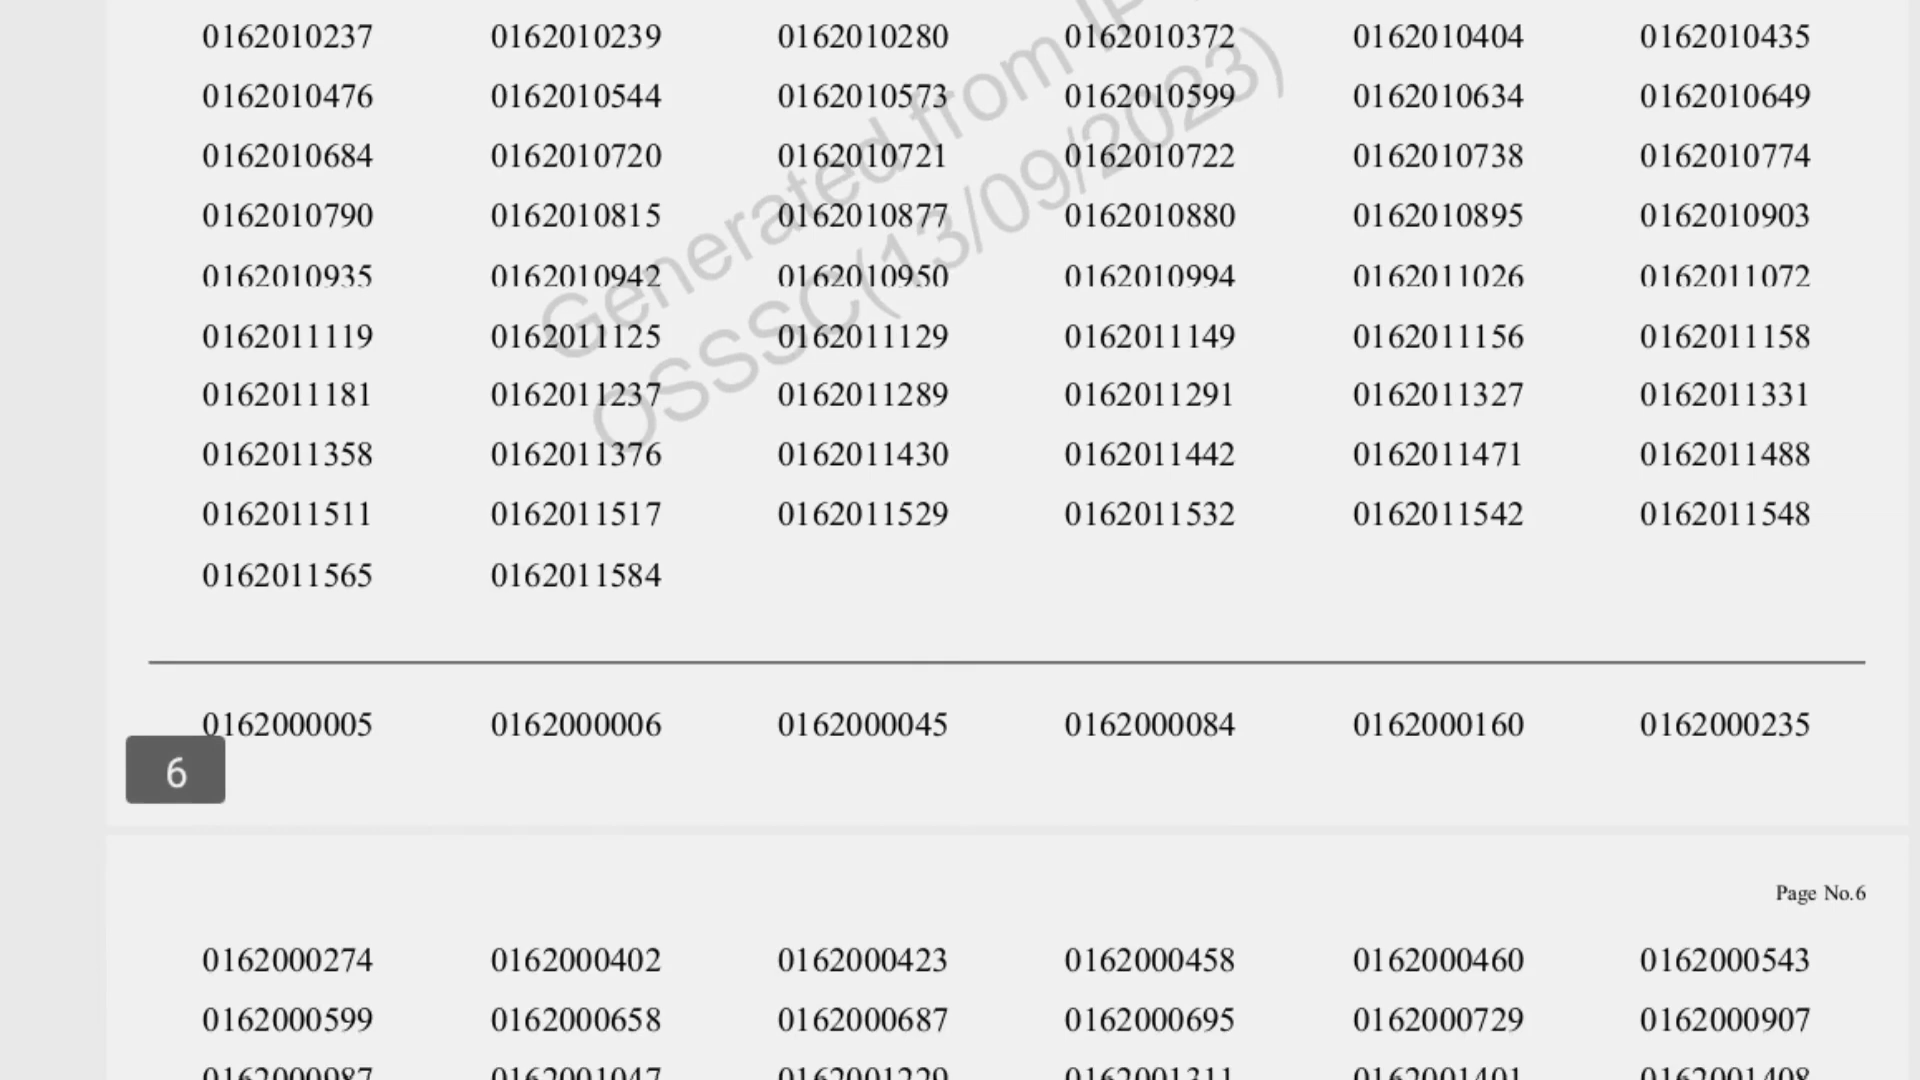 0162010237 0162010239 0162010280 0162010372 0162010404 0162010435
0162010476 0162010544 0162010573 0162010599 0162010634 0162010649
0162010684 0162010720 0162010721 0162010722 0162010738 0162010774
0162010790 0162010815 0162010877 0162010880 0162010895 0162010903
0162010935 0162010942 0162010950 0162010994 0162011026 0162011072
0162011119 0162011125 0162011129 0162011149 0162011156 0162011158
0162011181 0162011237 0162011289 0162011291 0162011327 0162011331
0162011358 0162011376 0162011430 0162011442 0162011471 0162011488
0162011511 0162011517 0162011529 0162011532 0162011542 0162011548
0162011565 0162011584
Generated from
OSSSC(13/09/2023)
0162000005 0162000006 0162000045 0162000084 0162000160 0162000235
6
Page No.6
0162000274 0162000402 0162000423 0162000458 0162000460 0162000543
0162000599 0162000658 0162000687 0162000695 0162000729 0162000907
0162000987 0162001047 0162001229 0162001311 0162001401 0162001408